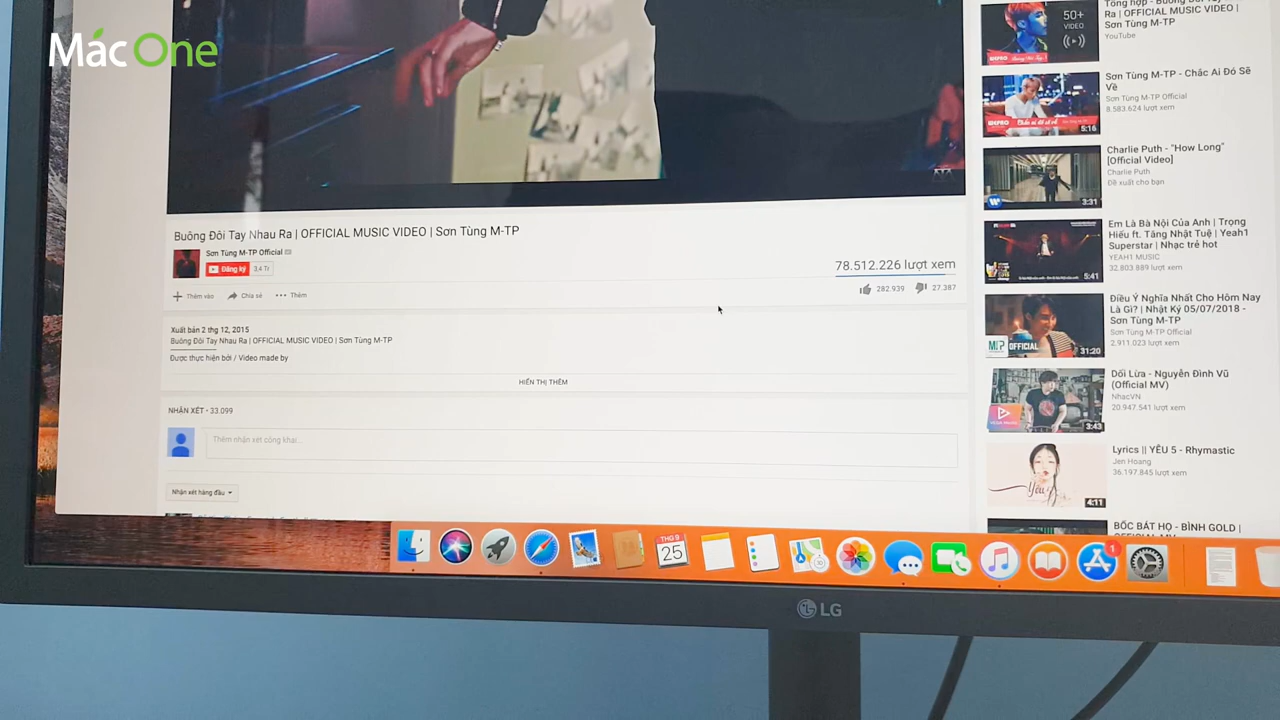 Mác One
Buông Đôi Tay Nhau Ra | OFFICIAL MUSIC VIDEO | Sơn Tùng M-TP
Sơn Tùng M-TP Official
Đăng ký 3,4 Tr
78.512.226 lượt xem
Thêm vào Chia sẻ Thêm
282.939 27.387
Xuất bản 2 thg 12, 2015
Buông Đôi Tay Nhau Ra | OFFICIAL MUSIC VIDEO | Sơn Tùng M-TP
Được thực hiện bởi / Video made by
HIỂN THỊ THÊM
NHẬN XÉT • 33.099
Thêm nhận xét công khai...
Nhận xét hàng đầu
50+
VIDEO
Ra | OFFICIAL MUSIC VIDEO |
Sơn Tùng M-TP
YouTube
Sơn Tùng M-TP - Chắc Ai Đó Sẽ
Về
Sơn Tùng M-TP Official
8.583.624 lượt xem
5:16
Charlie Puth - "How Long"
[Official Video]
Charlie Puth
Đề xuất cho bạn
3:31
Em Là Bà Nội Của Anh | Trọng
Hiếu ft. Tăng Nhật Tuệ | Yeah1
Superstar | Nhạc trẻ hot
YEAH1 MUSIC
32.803.889 lượt xem
5:41
Điều Ý Nghĩa Nhất Cho Hôm Nay
Là Gì? | Nhật Ký 05/07/2018 -
Sơn Tùng M-TP
Sơn Tùng M-TP Official
2,911.023 lượt xem
OFFICIAL
31:20
Dối Lừa - Nguyễn Đình Vũ
(Official MV)
NhacVN
20.947.541 lượt xem
3:43
Lyrics || YÊU 5 - Rhymastic
Jen Hoang
36.197.845 lượt xem
Yêu
4:11
BỐC BÁT HỌ - BÌNH GOLD |
THG 9
25
1
LG